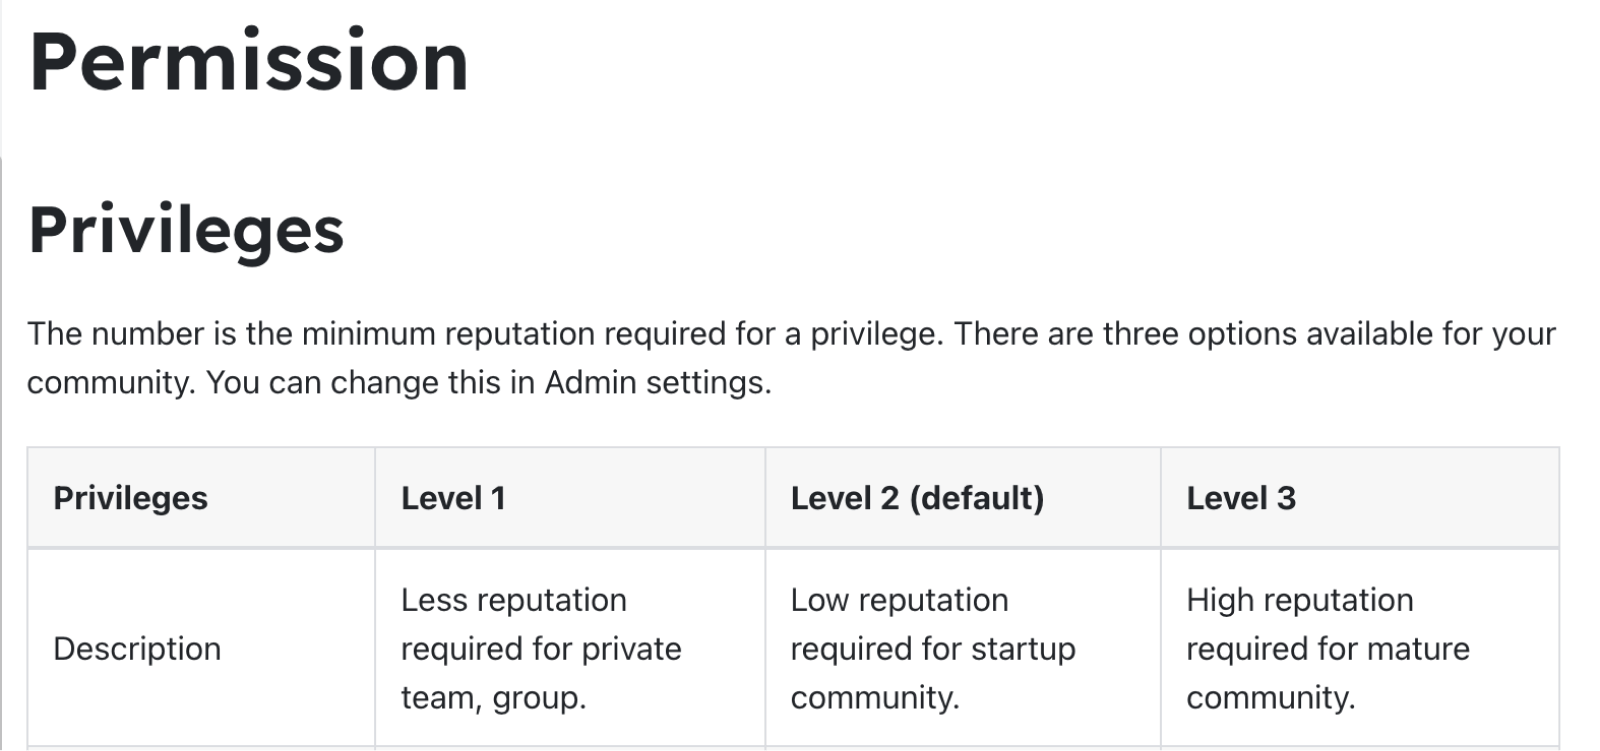 Permission
Privileges
The number is the minimum reputation required for a privilege. There are three options available for your
community. You can change this in Admin settings.
Privileges
Level 1
Level 2 (default)
Level 3
Description
Less reputation
required for private
team, group.
Low reputation
required for startup
community.
High reputation
required for mature
community.